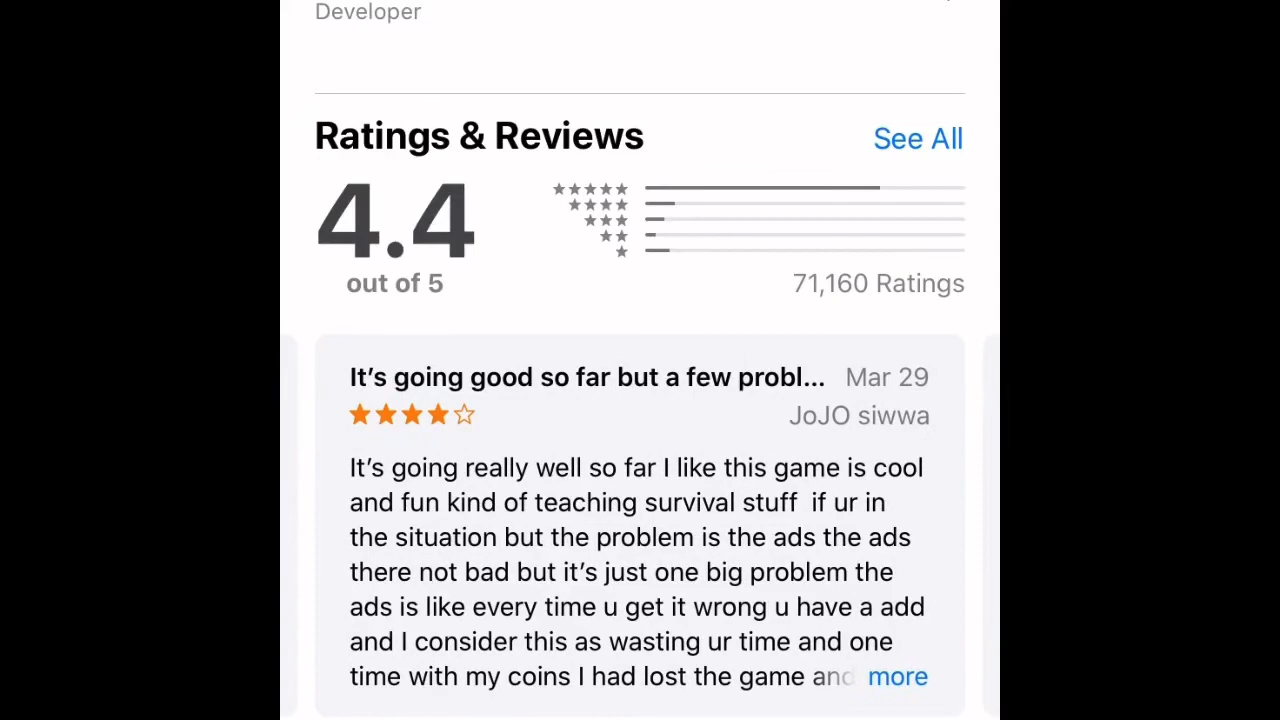 Developer
Ratings & Reviews
See All
4.4
out of 5
71,160 Ratings
It’s going good so far but a few probl...
Mar 29
JoJO siwwa
It’s going really well so far I like this game is cool
and fun kind of teaching survival stuff  if ur in
the situation but the problem is the ads the ads
there not bad but it’s just one big problem the
ads is like every time u get it wrong u have a add
and I consider this as wasting ur time and one
time with my coins I had lost the game and more